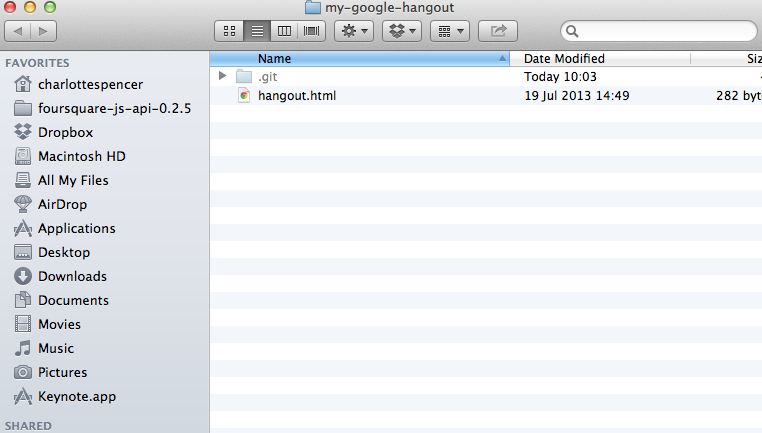 my-google-hangout
FAVORITES
charlottespencer
foursquare-js-api-0.2.5
Dropbox
Macintosh HD
All My Files
AirDrop
Applications
Desktop
Downloads
Documents
Movies
Music
Pictures
Keynote.app
SHARED
Name Date Modified Siz
.git Today 10:03 -
hangout.html 19 Jul 2013 14:49 282 byt